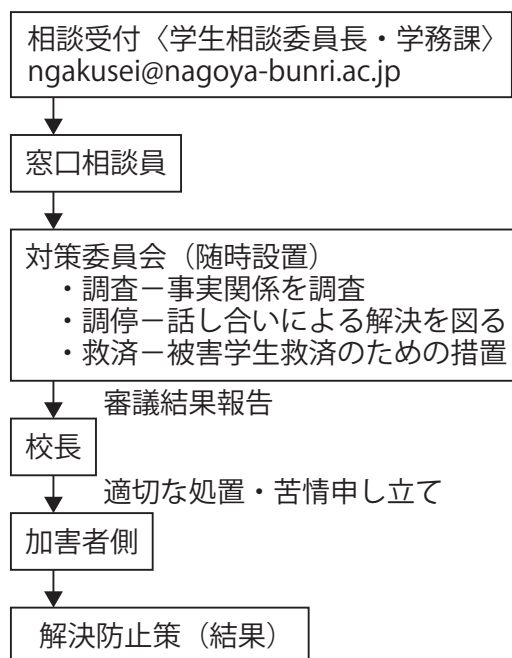 相談受付〈学生相談委員長・学務課〉
ngakusei@nagoya-bunri.ac.jp
窓口相談員
対策委員会（随時設置）
・調査－事実関係を調査
・調停－話し合いによる解決を図る
・救済－被害学生救済のための措置
審議結果報告
校長
適切な処置・苦情申し立て
加害者側
解決防止策（結果）